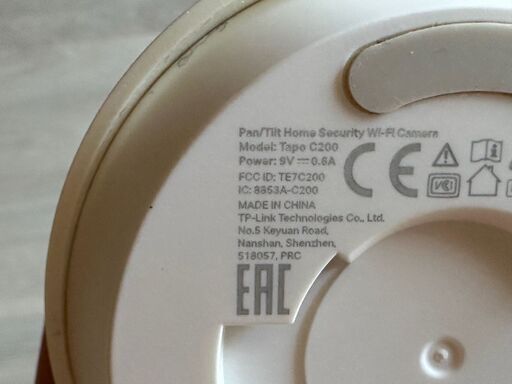 Pan/Tilt Home Security Wi-Fi Camera
Model: Tapo C200
Power: 9V⎓0.6A
FCC ID: TE7C200
IC: 8853A-C200
MADE IN CHINA
TP-Link Technologies Co., Ltd.
No.5 Keyuan Road,
Nanshan, Shenzhen,
518057, PRC
CE
EAC